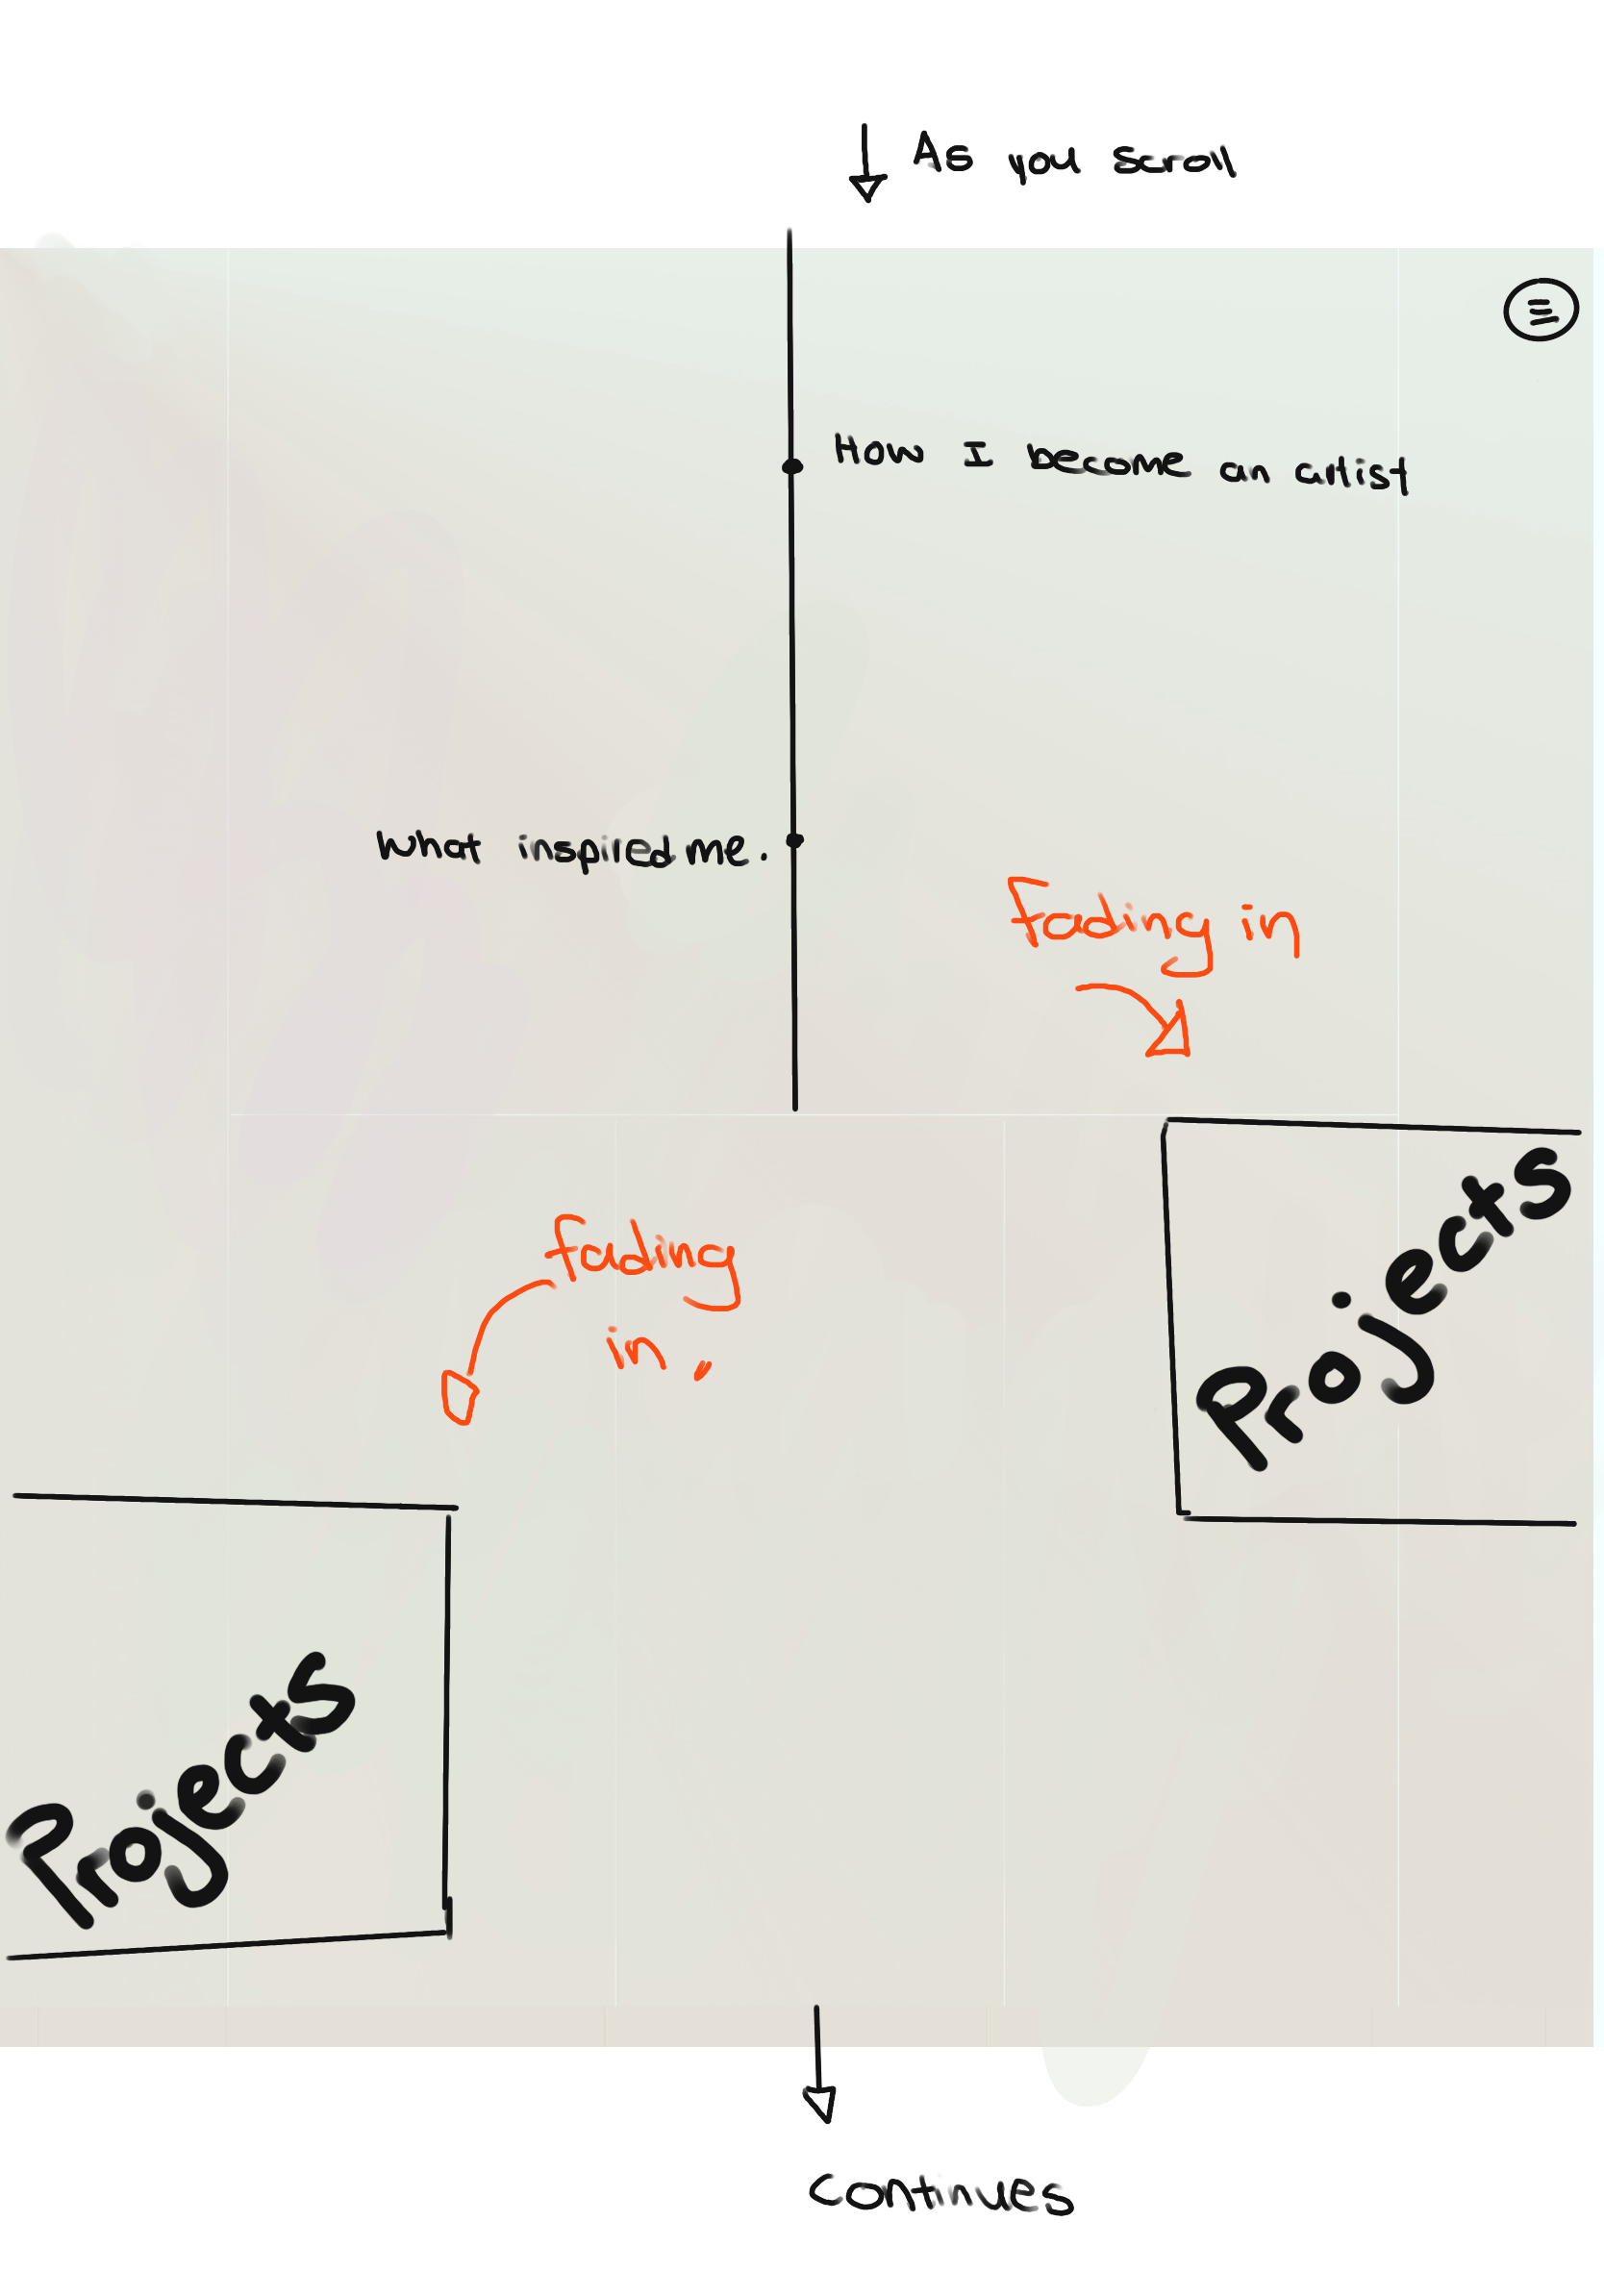 As you scroll
How I become an artist
What inspired me.
Fading in
Projects
fading
in.
Projects
continues